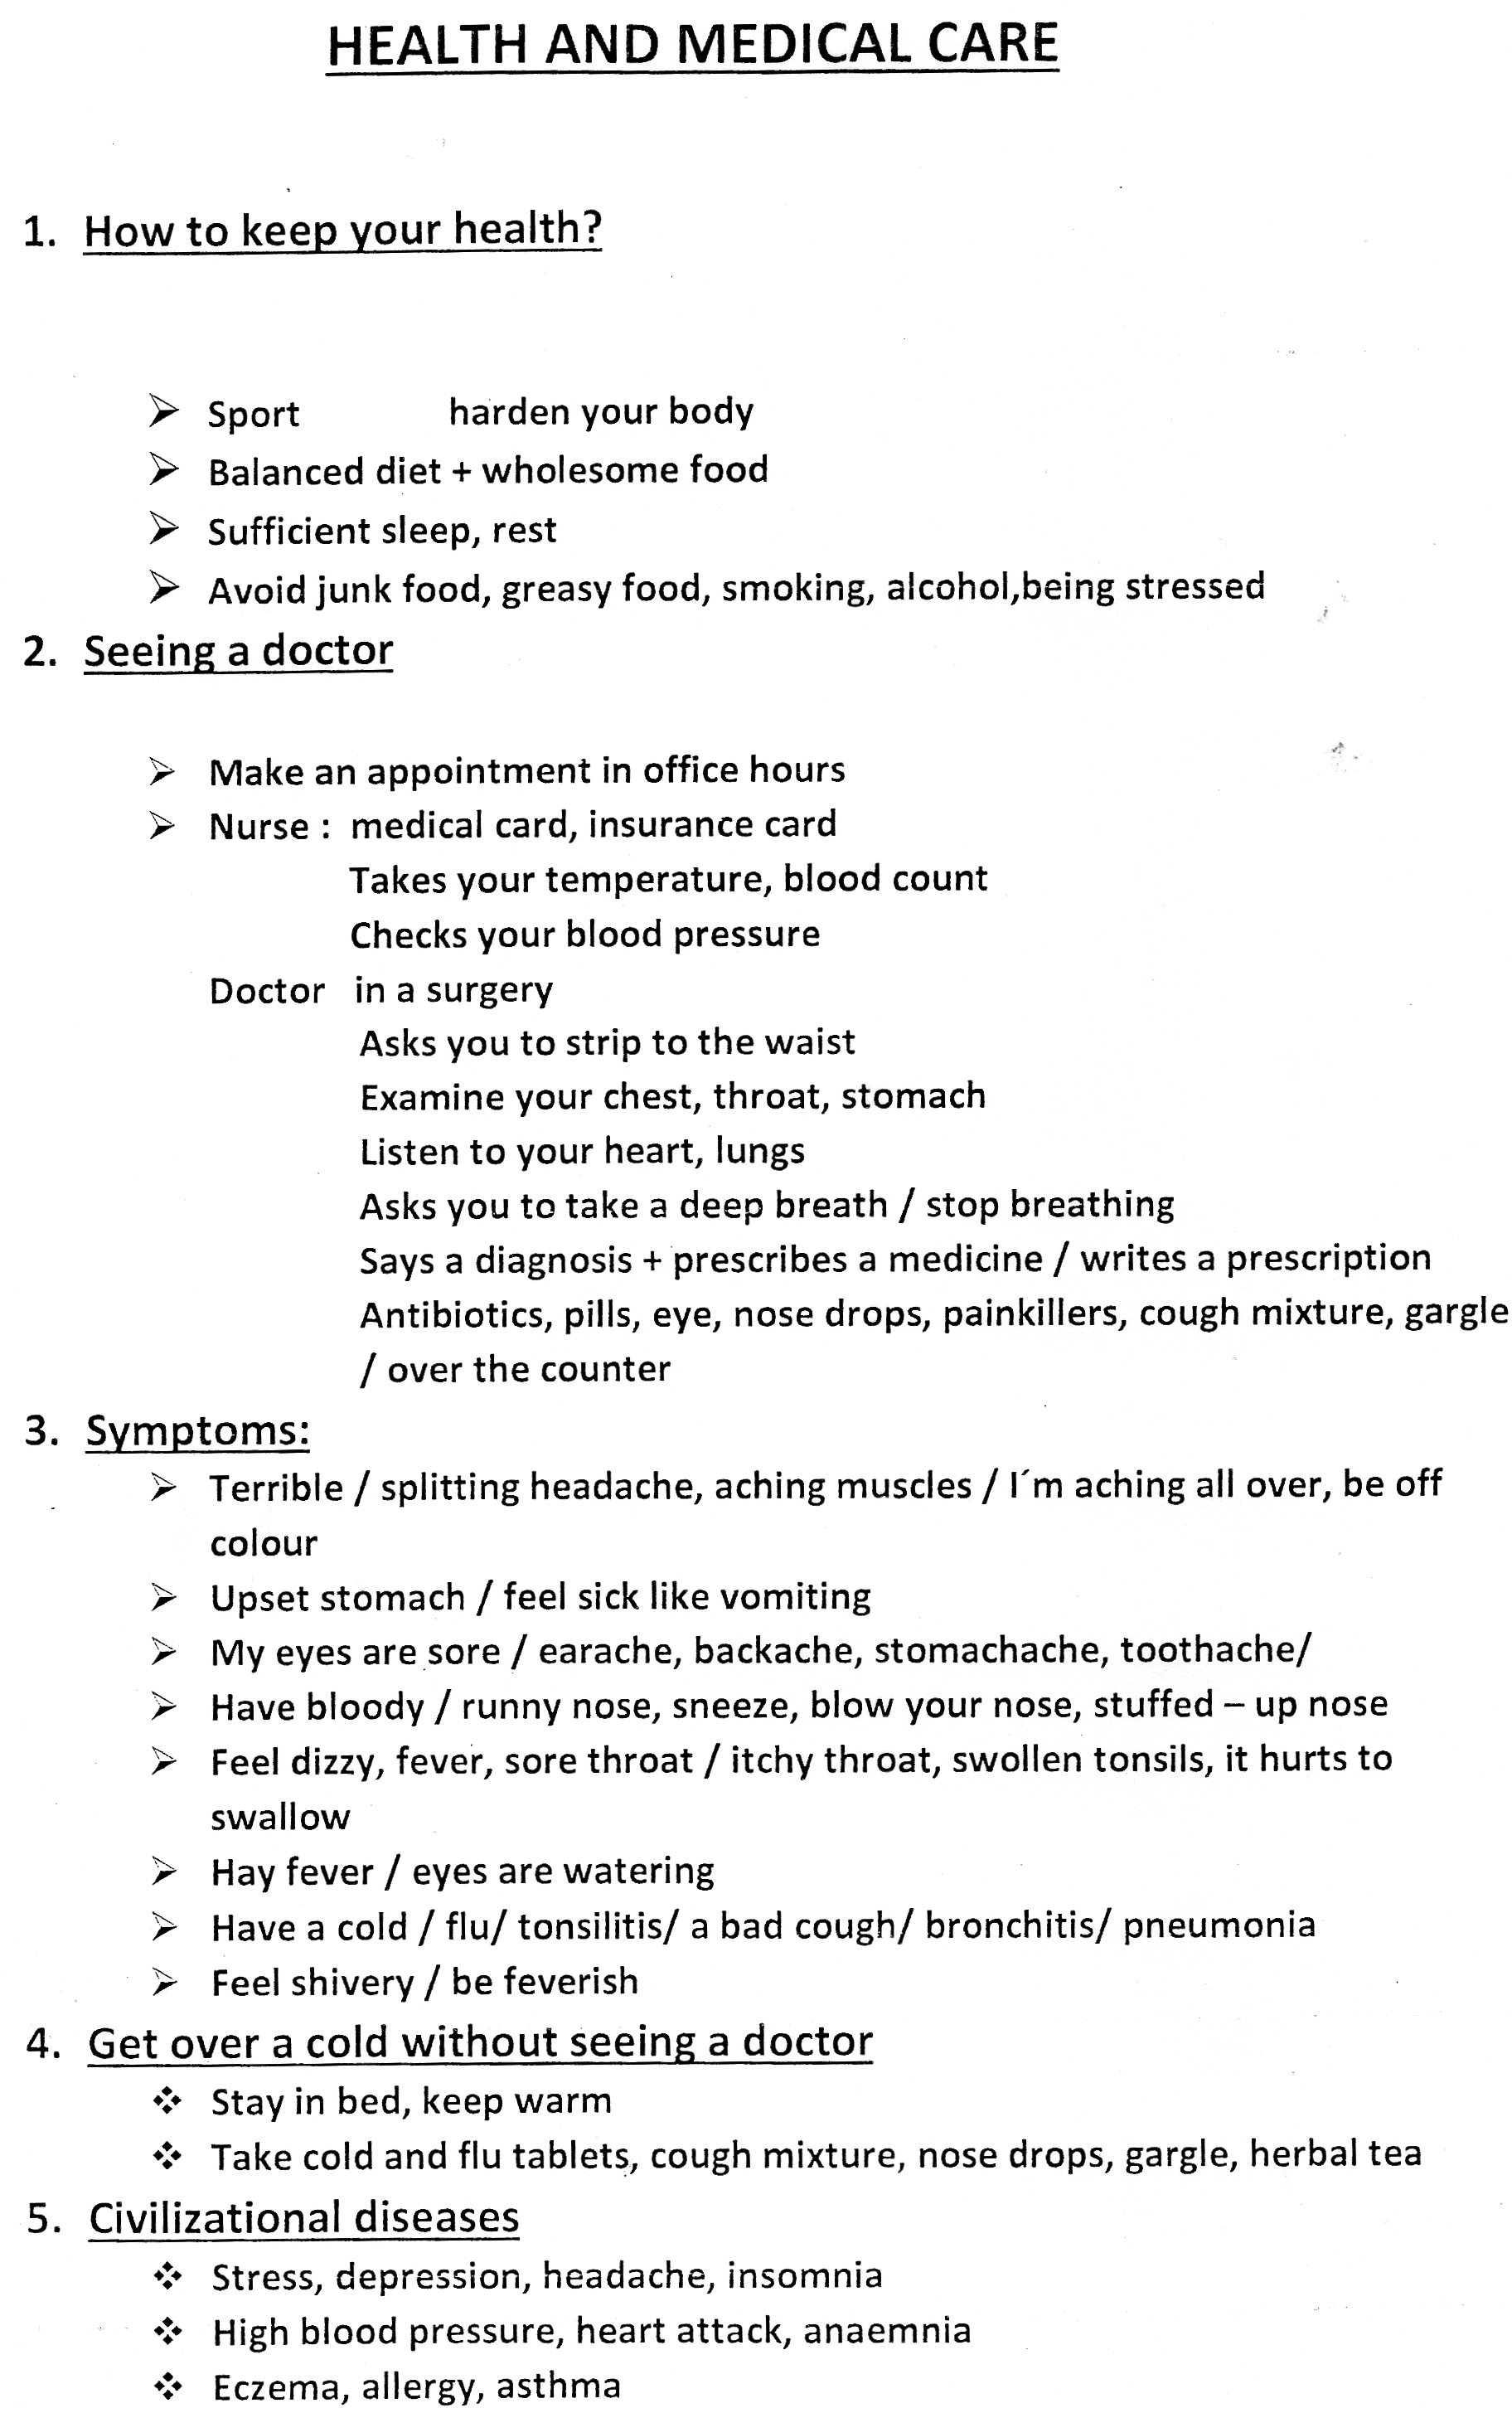 HEALTH AND MEDICAL CARE
1. How to keep your health?
➢ Sport harden your body
➢ Balanced diet + wholesome food
➢ Sufficient sleep, rest
➢ Avoid junk food, greasy food, smoking, alcohol,being stressed
2. Seeing a doctor
➢ Make an appointment in office hours
➢ Nurse : medical card, insurance card
Takes your temperature, blood count
Checks your blood pressure
Doctor in a surgery
Asks you to strip to the waist
Examine your chest, throat, stomach
Listen to your heart, lungs
Asks you to take a deep breath / stop breathing
Says a diagnosis + prescribes a medicine / writes a prescription
Antibiotics, pills, eye, nose drops, painkillers, cough mixture, gargle
/ over the counter
3. Symptoms:
➢ Terrible / splitting headache, aching muscles / I´m aching all over, be off
colour
➢ Upset stomach / feel sick like vomiting
➢ My eyes are sore / earache, backache, stomachache, toothache/
➢ Have bloody / runny nose, sneeze, blow your nose, stuffed – up nose
➢ Feel dizzy, fever, sore throat / itchy throat, swollen tonsils, it hurts to
swallow
➢ Hay fever / eyes are watering
➢ Have a cold / flu/ tonsilitis/ a bad cough/ bronchitis/ pneumonia
➢ Feel shivery / be feverish
4. Get over a cold without seeing a doctor
❖ Stay in bed, keep warm
❖ Take cold and flu tablets, cough mixture, nose drops, gargle, herbal tea
5. Civilizational diseases
❖ Stress, depression, headache, insomnia
❖ High blood pressure, heart attack, anaemnia
❖ Eczema, allergy, asthma